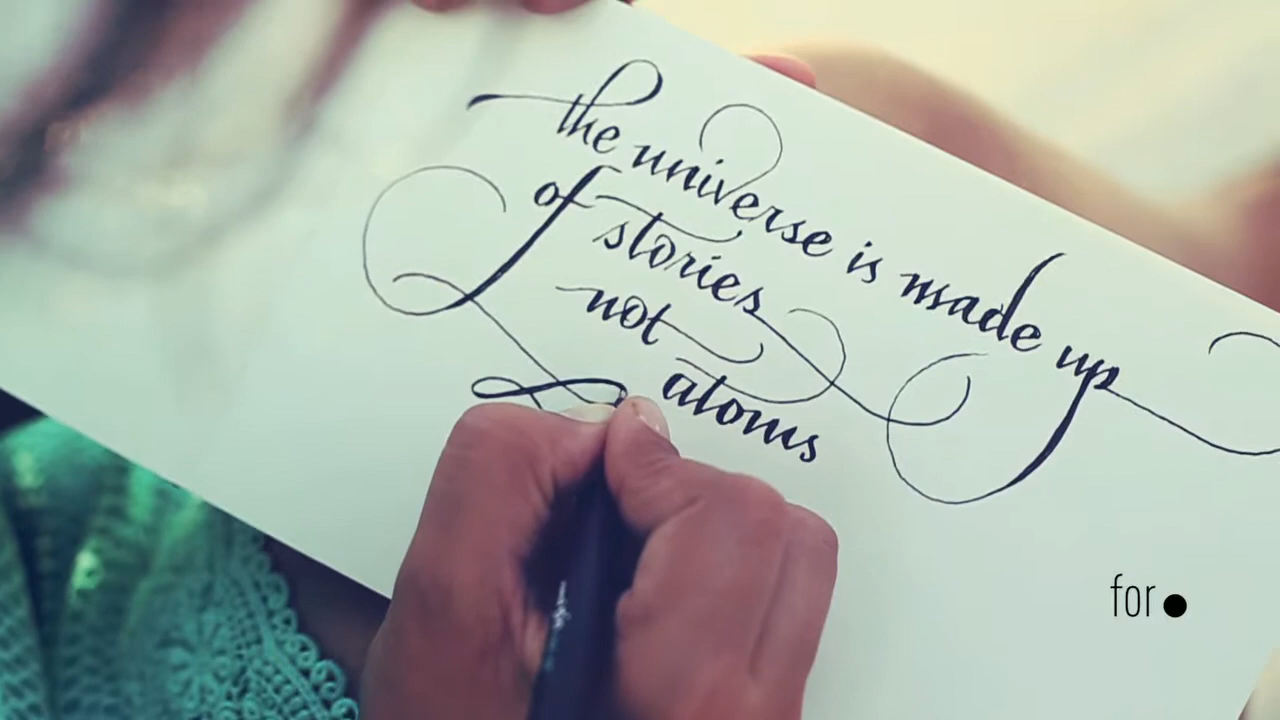 the universe is made up
of stories
not
atoms
for